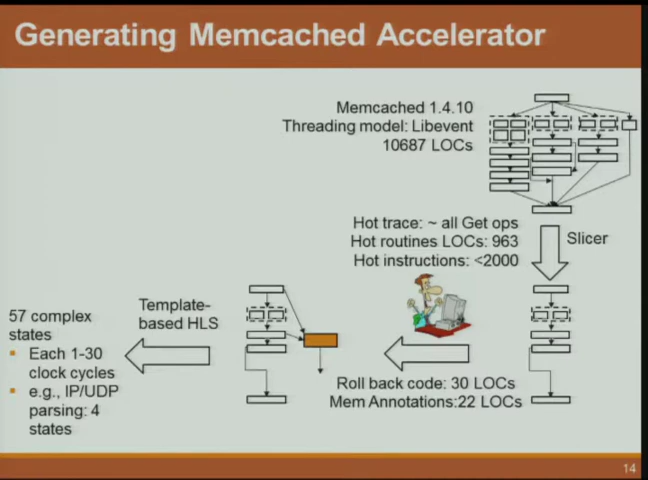 Generating Memcached Accelerator
Memcached 1.4.10
Threading model: Libevent
10687 LOCs
Hot trace: ~ all Get ops
Hot routines LOCs: 963
Hot instructions: <2000
Slicer
Roll back code: 30 LOCs
Mem Annotations:22 LOCs
Template-
based HLS
57 complex
states
▪ Each 1-30
clock cycles
▪ e.g., IP/UDP
parsing: 4
states
14